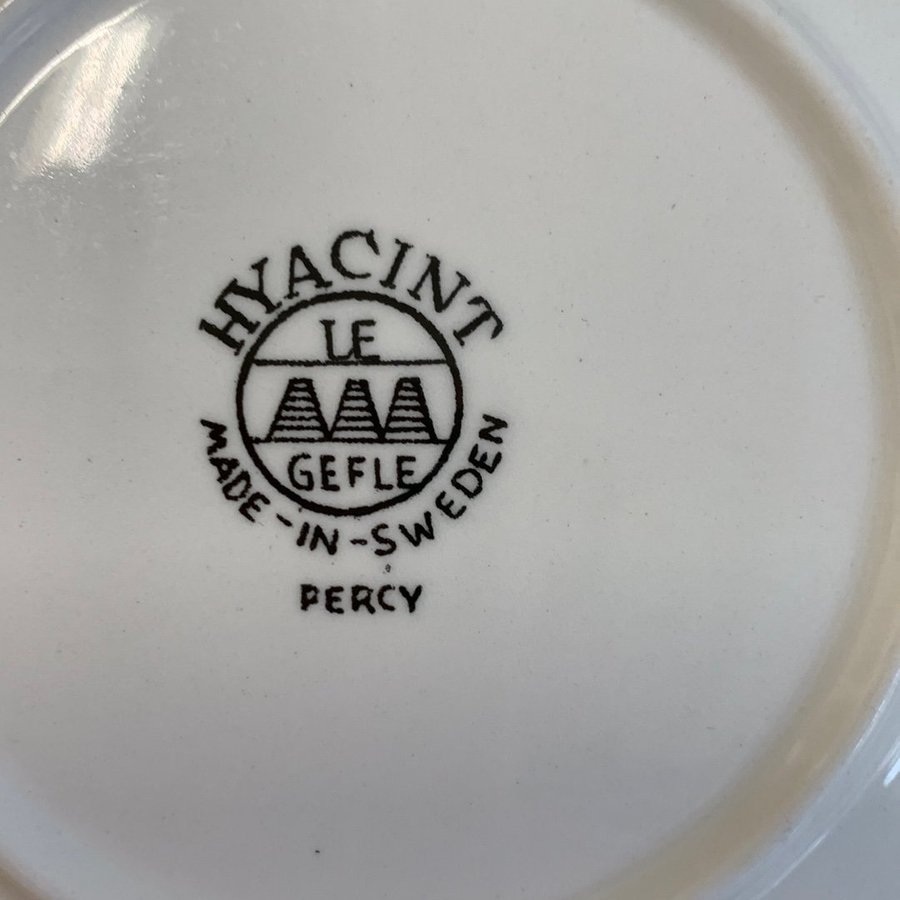 HYACINT
LE
GEFLE
MADE-IN-SWEDEN
PERCY